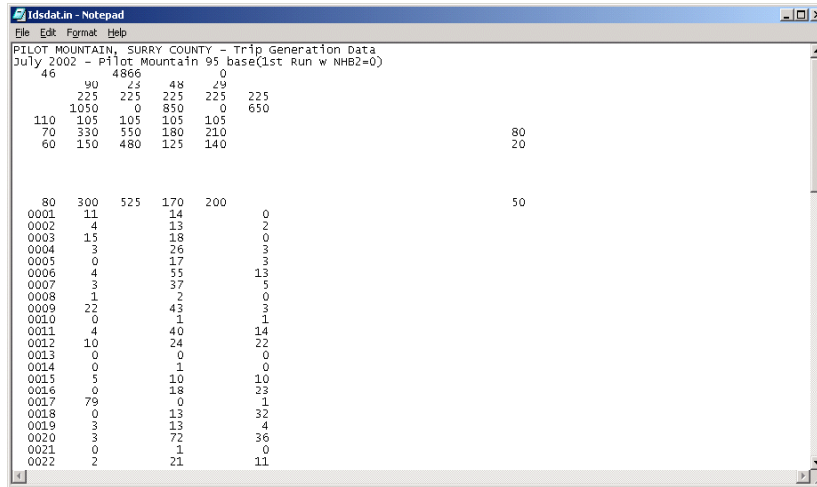 Idsdat.in - Notepad
File Edit Format Help
PILOT MOUNTAIN, SURRY COUNTY - Trip Generation Data
July 2002 - Pilot Mountain 95 base(1st Run w NHB2=0)
46 4866 0
90 23 48 29
225 225 225 225 225
1050 0 850 0 650
110 105 105 105 105
70 330 550 180 210 80
60 150 480 125 140 20
80 300 525 170 200 50
0001 11 14 0
0002 4 13 2
0003 15 18 0
0004 3 26 3
0005 0 17 3
0006 4 55 13
0007 3 37 5
0008 1 2 0
0009 22 43 3
0010 0 1 1
0011 4 40 14
0012 10 24 22
0013 0 0 0
0014 0 1 0
0015 5 10 10
0016 0 18 23
0017 79 0 1
0018 0 13 32
0019 3 13 4
0020 3 72 36
0021 0 1 0
0022 2 21 11